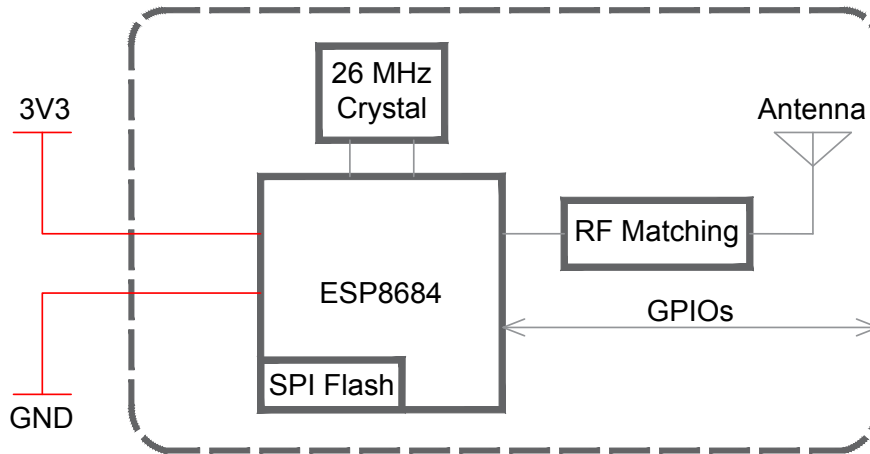 26 MHz
Crystal
3V3
Antenna
RF Matching
ESP8684
GPIOs
SPI Flash
GND